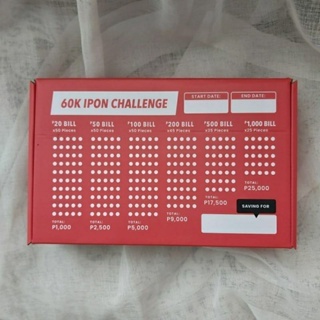 60K IPON CHALLENGE
START DATE:
END DATE:
₱20 BILL
x50 Pieces
TOTAL:
₱1,000
₱50 BILL
x50 Pieces
TOTAL:
₱2,500
₱100 BILL
x50 Pieces
TOTAL:
₱5,000
₱200 BILL
x45 Pieces
TOTAL:
₱9,000
₱500 BILL
x35 Pieces
TOTAL:
₱17,500
₱1,000 BILL
x25 Pieces
TOTAL:
₱25,000
SAVING FOR